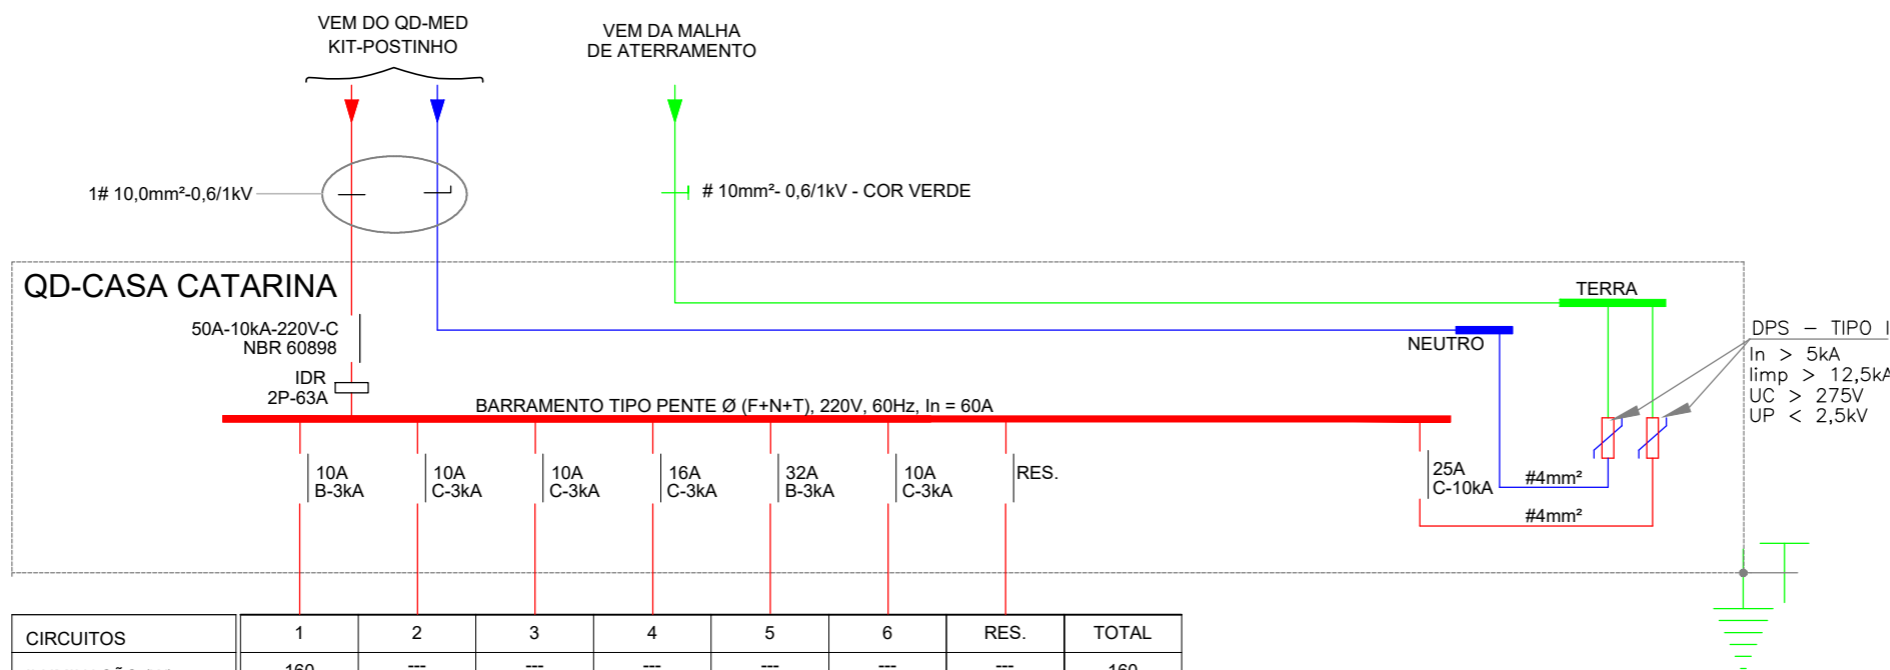 VEM DO QD-MED
KIT-POSTINHO
VEM DA MALHA
DE ATERRAMENTO
1# 10,0mm²-0,6/1kV
# 10mm²- 0,6/1kV - COR VERDE
QD-CASA CATARINA
50A-10kA-220V-C
NBR 60898
IDR
2P-63A
BARRAMENTO TIPO PENTE Ø (F+N+T), 220V, 60Hz, In = 60A
TERRA
NEUTRO
DPS – TIPO I
In > 5kA
Iimp > 12,5kA
UC > 275V
UP < 2,5kV
10A
B-3kA
10A
C-3kA
10A
C-3kA
16A
C-3kA
32A
B-3kA
10A
C-3kA
RES.
25A
C-10kA
#4mm²
#4mm²
CIRCUITOS 1 2 3 4 5 6 RES. TOTAL
160 --- --- --- --- --- --- 160